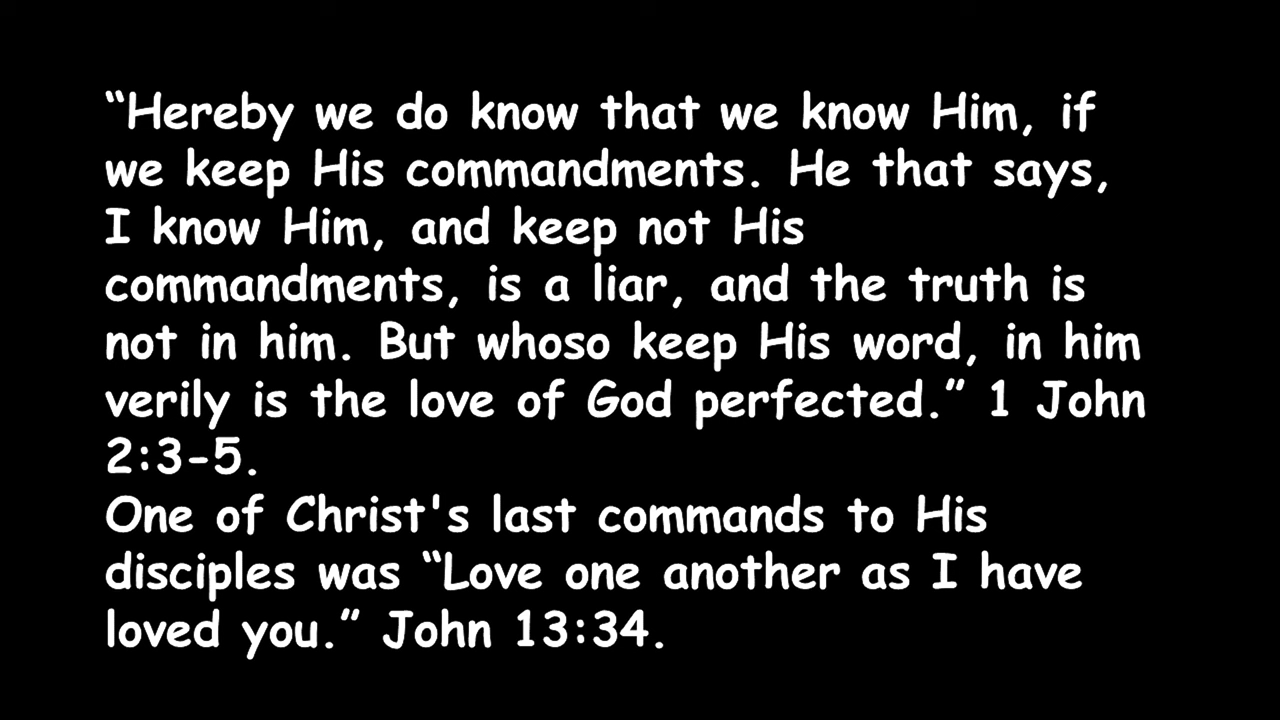 “Hereby we do know that we know Him, if
we keep His commandments. He that says,
I know Him, and keep not His
commandments, is a liar, and the truth is
not in him. But whoso keep His word, in him
verily is the love of God perfected.” 1 John
2:3-5.
One of Christ's last commands to His
disciples was “Love one another as I have
loved you.” John 13:34.